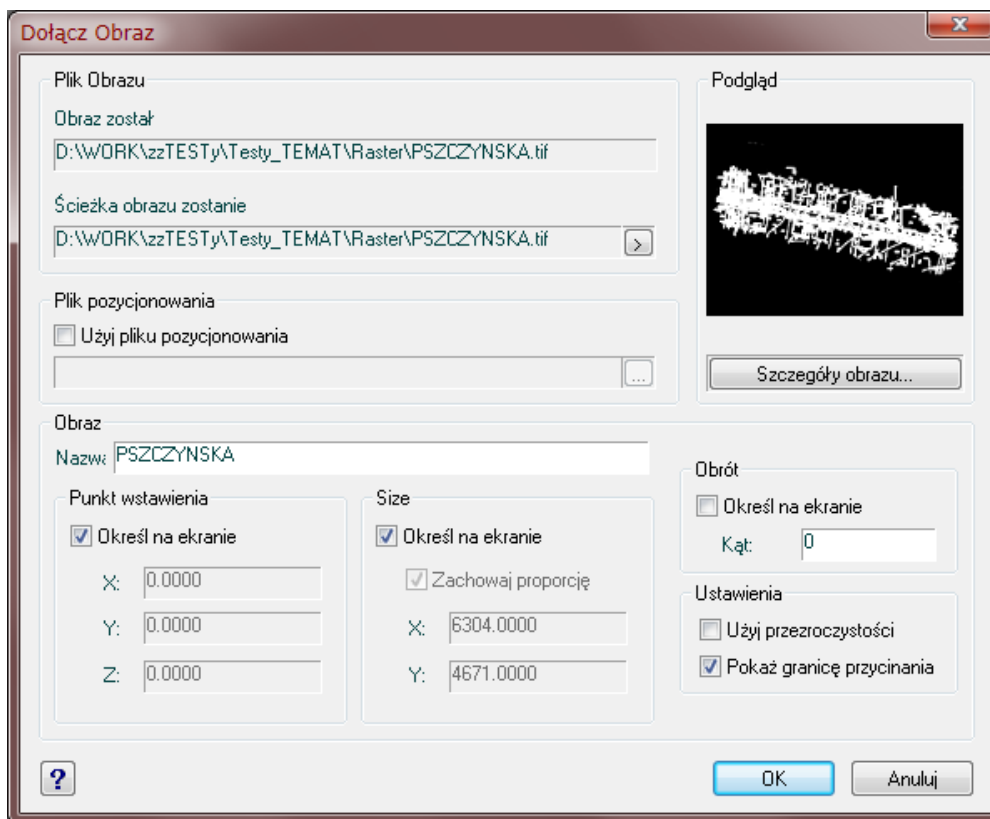 Dołącz Obraz
Plik Obrazu
Obraz został
D:\WORK\zzTESTy\Testy_TEMAT\Raster\PSZCZYNSKA.tif
Ścieżka obrazu zostanie
D:\WORK\zzTESTy\Testy_TEMAT\Raster\PSZCZYNSKA.tif
>
Plik pozycjonowania
Użyj pliku pozycjonowania
...
Podgląd
Szczegóły obrazu...
Obraz
Nazwa PSZCZYNSKA
Punkt wstawienia
Określ na ekranie
X: 0.0000
Y: 0.0000
Z: 0.0000
Size
Określ na ekranie
Zachowaj proporcję
X: 6304.0000
Y: 4671.0000
Obrót
Określ na ekranie
Kąt: 0
Ustawienia
Użyj przezroczystości
Pokaż granicę przycinania
?
OK
Anuluj